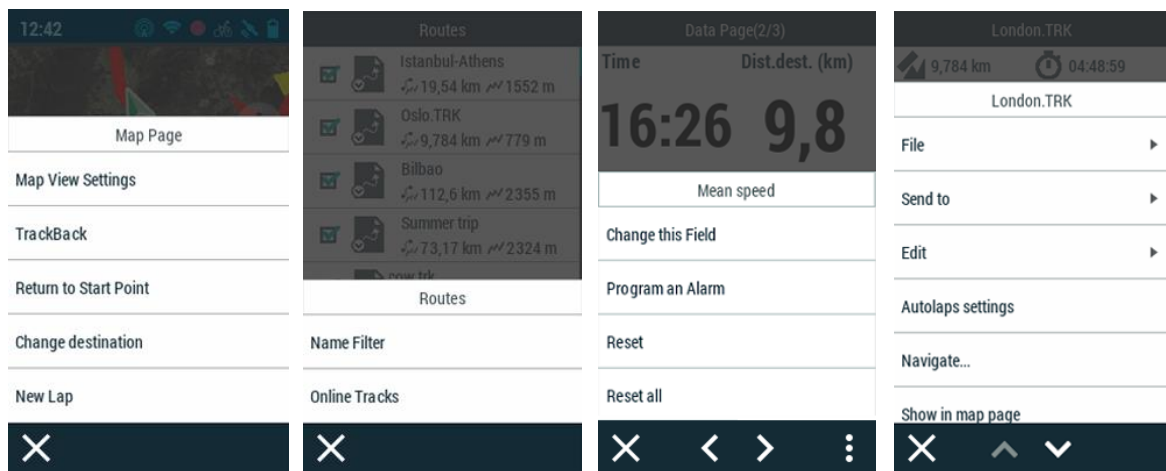 12:42
Map Page
Map View Settings
TrackBack
Return to Start Point
Change destination
New Lap
Routes
Istanbul-Athens
19,54 km 1552 m
Oslo.TRK
9,784 km 779 m
Bilbao
112,6 km 2355 m
Summer trip
73,17 km 2324 m
cow.trk
Routes
Name Filter
Online Tracks
Data Page(2/3)
Time Dist.dest. (km)
16:26 9,8
Mean speed
Change this Field
Program an Alarm
Reset
Reset all
London.TRK
9,784 km 04:48:59
London.TRK
File
Send to
Edit
Autolaps settings
Navigate...
Show in map page